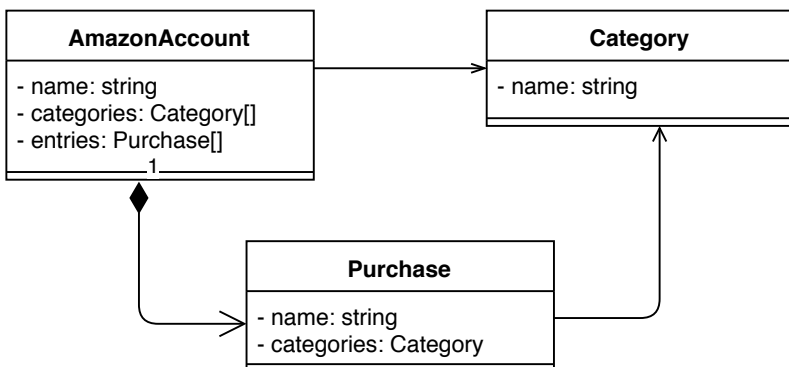 AmazonAccount
- name: string
- categories: Category[]
- entries: Purchase[]
1
Category
- name: string
Purchase
- name: string
- categories: Category